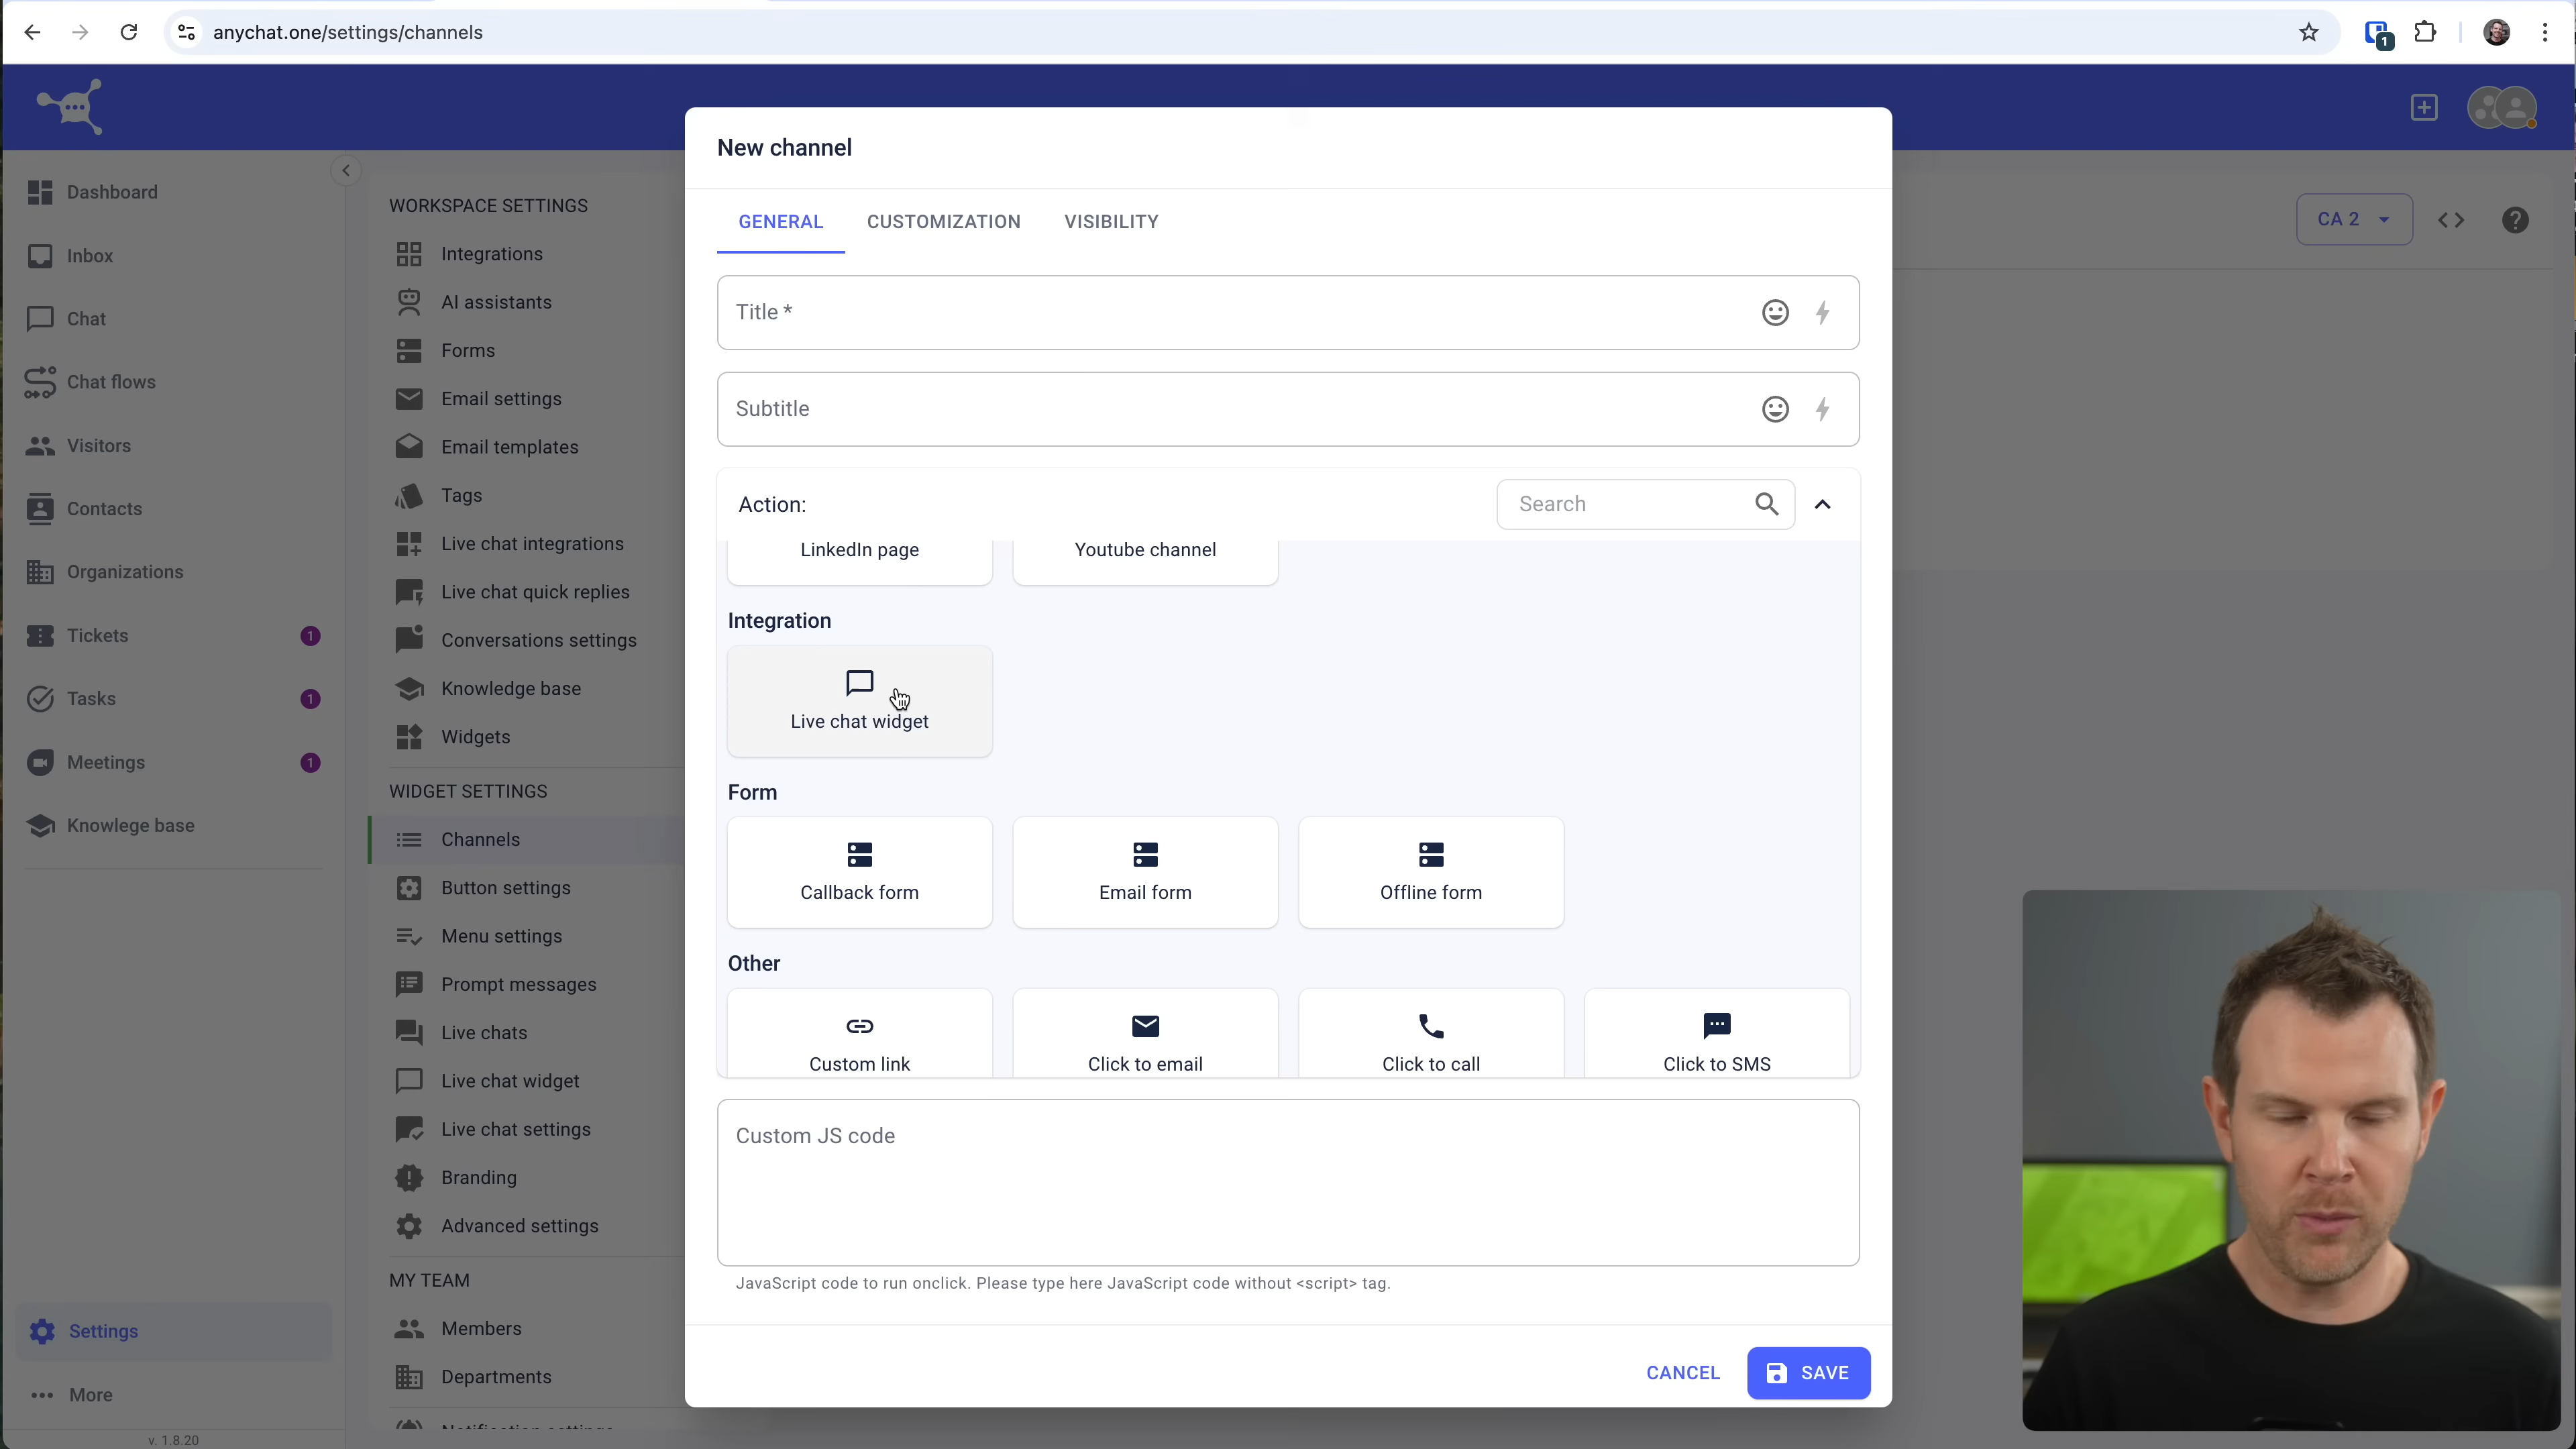 anychat.one/settings/channels
1
New channel
Dashboard
Inbox
Chat
Chat flows
Visitors
Contacts
Organizations
Tickets 1
Tasks 1
Meetings 1
Knowlege base
Settings
More
v. 1.8.20
WORKSPACE SETTINGS
Integrations
AI assistants
Forms
Email settings
Email templates
Tags
Live chat integrations
Live chat quick replies
Conversations settings
Knowledge base
Widgets
WIDGET SETTINGS
Channels
Button settings
Menu settings
Prompt messages
Live chats
Live chat widget
Live chat settings
Branding
Advanced settings
MY TEAM
Members
Departments
GENERAL CUSTOMIZATION VISIBILITY
Title *
Subtitle
Action:
Search
LinkedIn page
Youtube channel
Integration
Live chat widget
Form
Callback form
Email form
Offline form
Other
Custom link
Click to email
Click to call
Click to SMS
Custom JS code
JavaScript code to run onclick. Please type here JavaScript code without <script> tag.
CANCEL
SAVE
CA 2